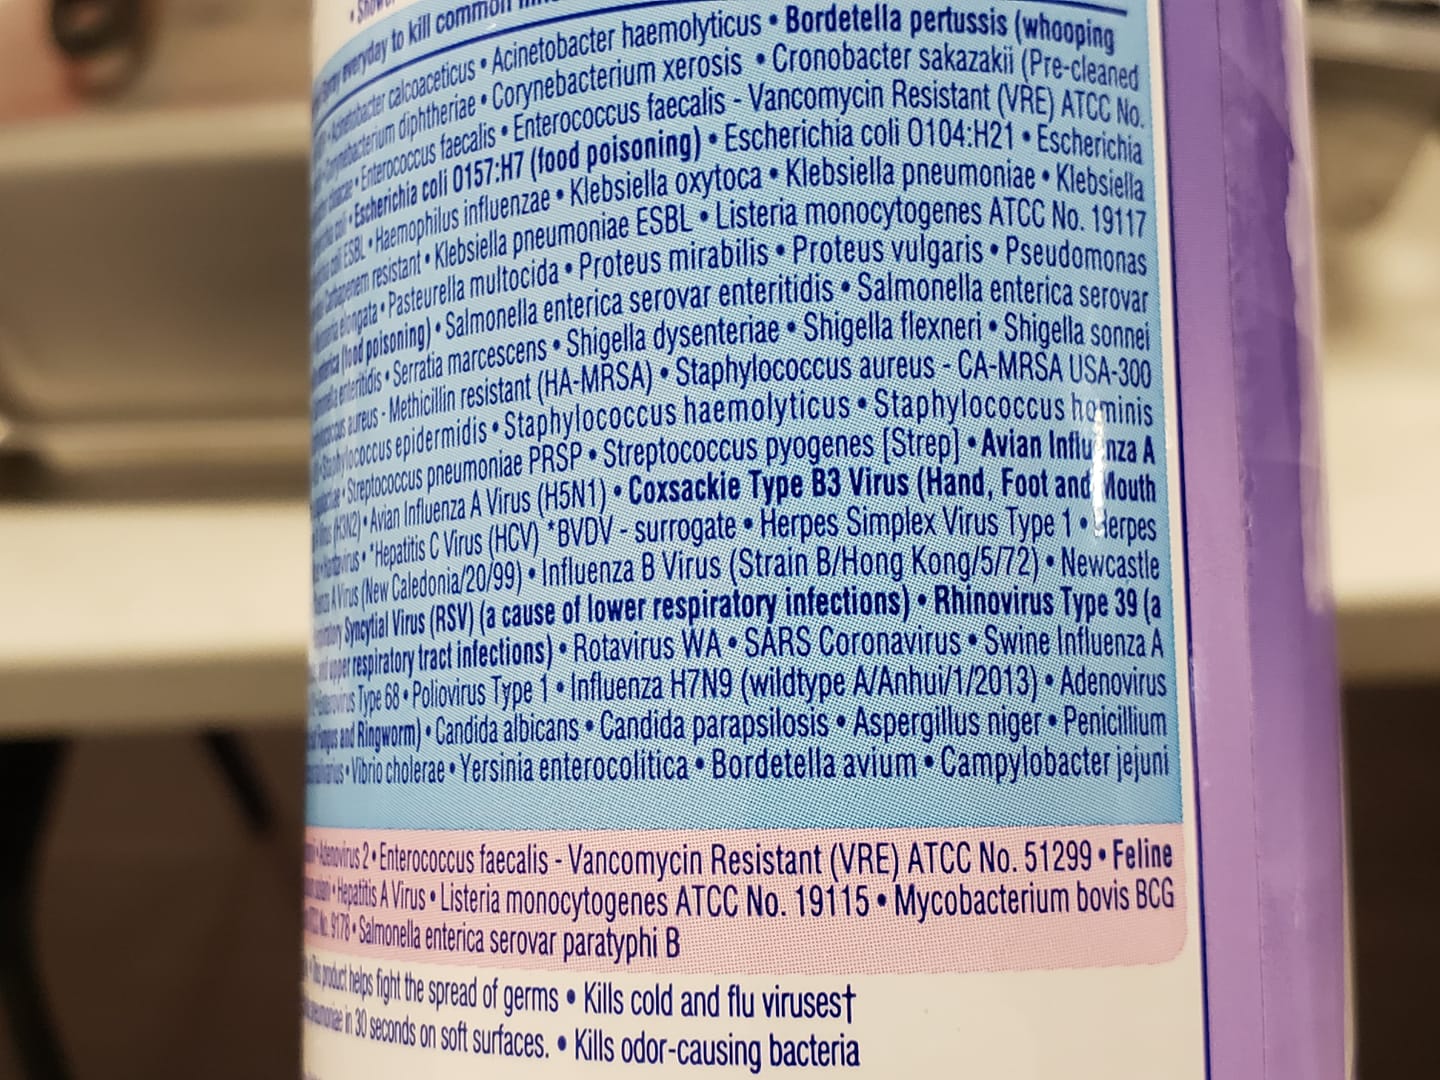 everyday to kill common
calcoaceticus • Acinetobacter haemolyticus • Bordetella pertussis (whooping
Corynebacterium diphtheriae • Corynebacterium xerosis • Cronobacter sakazakii (Pre-cleaned
• Enterococcus faecalis • Enterococcus faecalis - Vancomycin Resistant (VRE) ATCC No.
coli • Escherichia coli O157:H7 (food poisoning) • Escherichia coli O104:H21 • Escherichia
coli ESBL • Haemophilus influenzae • Klebsiella oxytoca • Klebsiella pneumoniae • Klebsiella
Carbapenem resistant • Klebsiella pneumoniae ESBL • Listeria monocytogenes ATCC No. 19117
elongata • Pasteurella multocida • Proteus mirabilis • Proteus vulgaris • Pseudomonas
(food poisoning) • Salmonella enterica serovar enteritidis • Salmonella enterica serovar
• Serratia marcescens • Shigella dysenteriae • Shigella flexneri • Shigella sonnei
aureus - Methicillin resistant (HA-MRSA) • Staphylococcus aureus - CA-MRSA USA-300
• Staphylococcus epidermidis • Staphylococcus haemolyticus • Staphylococcus hominis
• Streptococcus pneumoniae PRSP • Streptococcus pyogenes [Strep] • Avian Influenza A
(H3N2) • Avian Influenza A Virus (H5N1) • Coxsackie Type B3 Virus (Hand, Foot and Mouth
• *Hepatitis C Virus (HCV) *BVDV - surrogate • Herpes Simplex Virus Type 1 • Herpes
A Virus (New Caledonia/20/99) • Influenza B Virus (Strain B/Hong Kong/5/72) • Newcastle
Syncytial Virus (RSV) (a cause of lower respiratory infections) • Rhinovirus Type 39 (a
and upper respiratory tract infections) • Rotavirus WA • SARS Coronavirus • Swine Influenza A
Type 68 • Poliovirus Type 1 • Influenza H7N9 (wildtype A/Anhui/1/2013) • Adenovirus
and Ringworm) • Candida albicans • Candida parapsilosis • Aspergillus niger • Penicillium
• Vibrio cholerae • Yersinia enterocolitica • Bordetella avium • Campylobacter jejuni
• Adenovirus 2 • Enterococcus faecalis - Vancomycin Resistant (VRE) ATCC No. 51299 • Feline
• Hepatitis A Virus • Listeria monocytogenes ATCC No. 19115 • Mycobacterium bovis BCG
No. 9178 • Salmonella enterica serovar paratyphi B
• This product helps fight the spread of germs • Kills cold and flu viruses†
in 30 seconds on soft surfaces. • Kills odor-causing bacteria